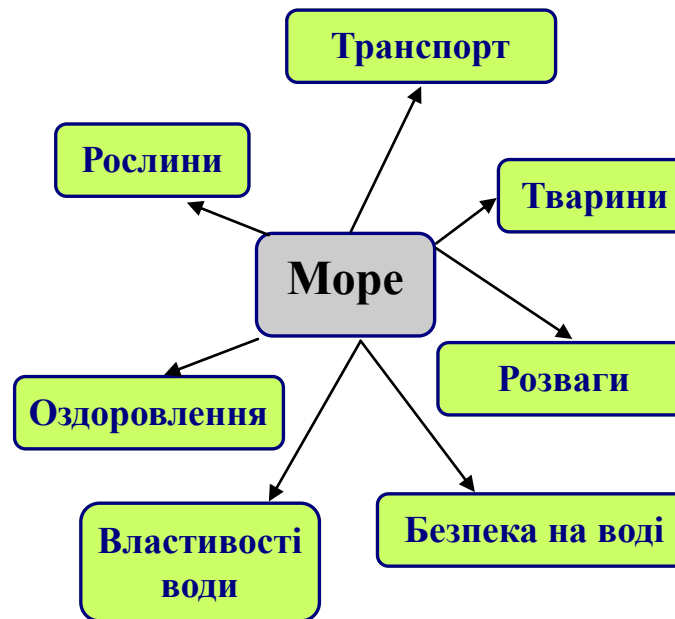 Транспорт
Рослини
Тварини
Море
Розваги
Оздоровлення
Безпека на воді
Властивості
води